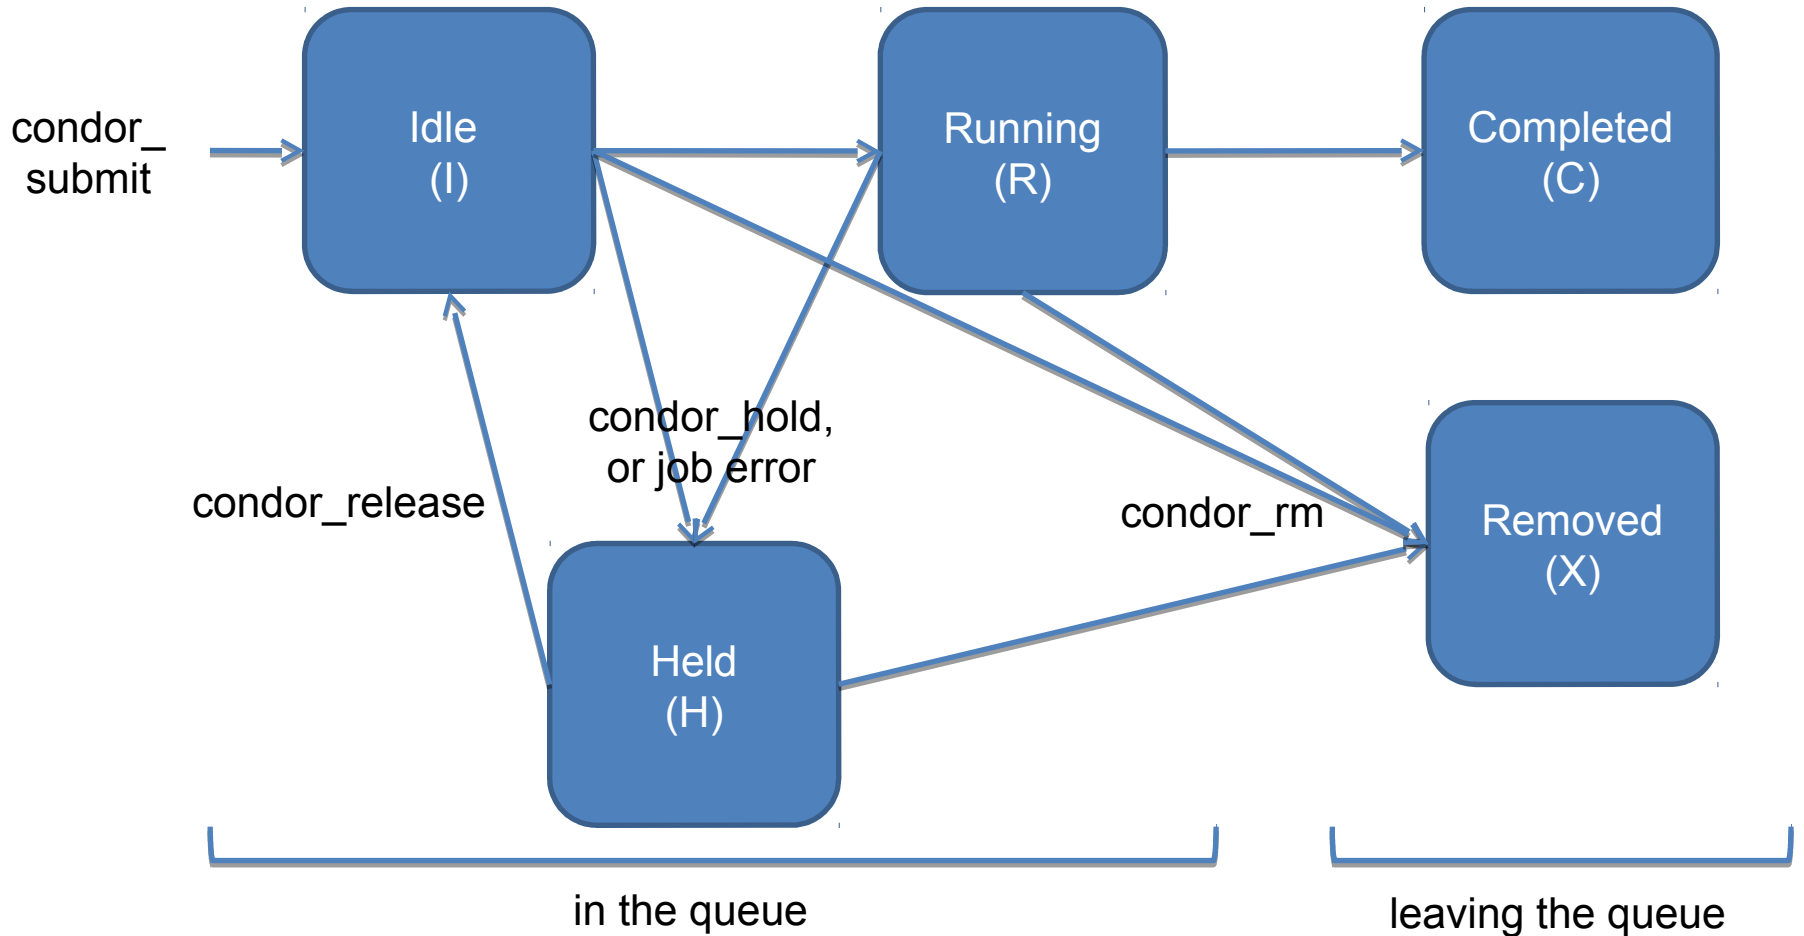 condor_
submit
Idle
(I)
Running
(R)
Completed
(C)
condor_hold,
or job error
condor_release
condor_rm
Removed
(X)
Held
(H)
in the queue
leaving the queue